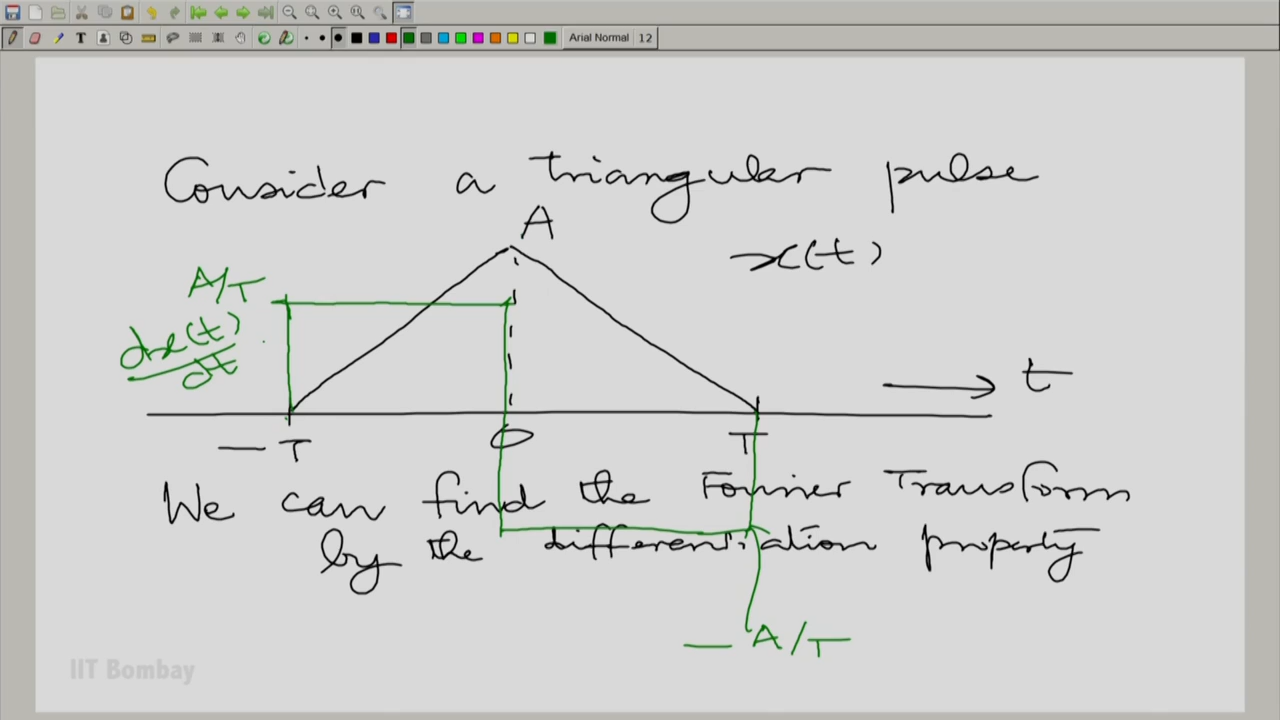 Arial Normal 12
Consider a triangular pulse
A
x(t)
A/T
dx(t)/dt
t
-T 0 T
We can find the Fourier Transform
by the differentiation property
-A/T
IIT Bombay